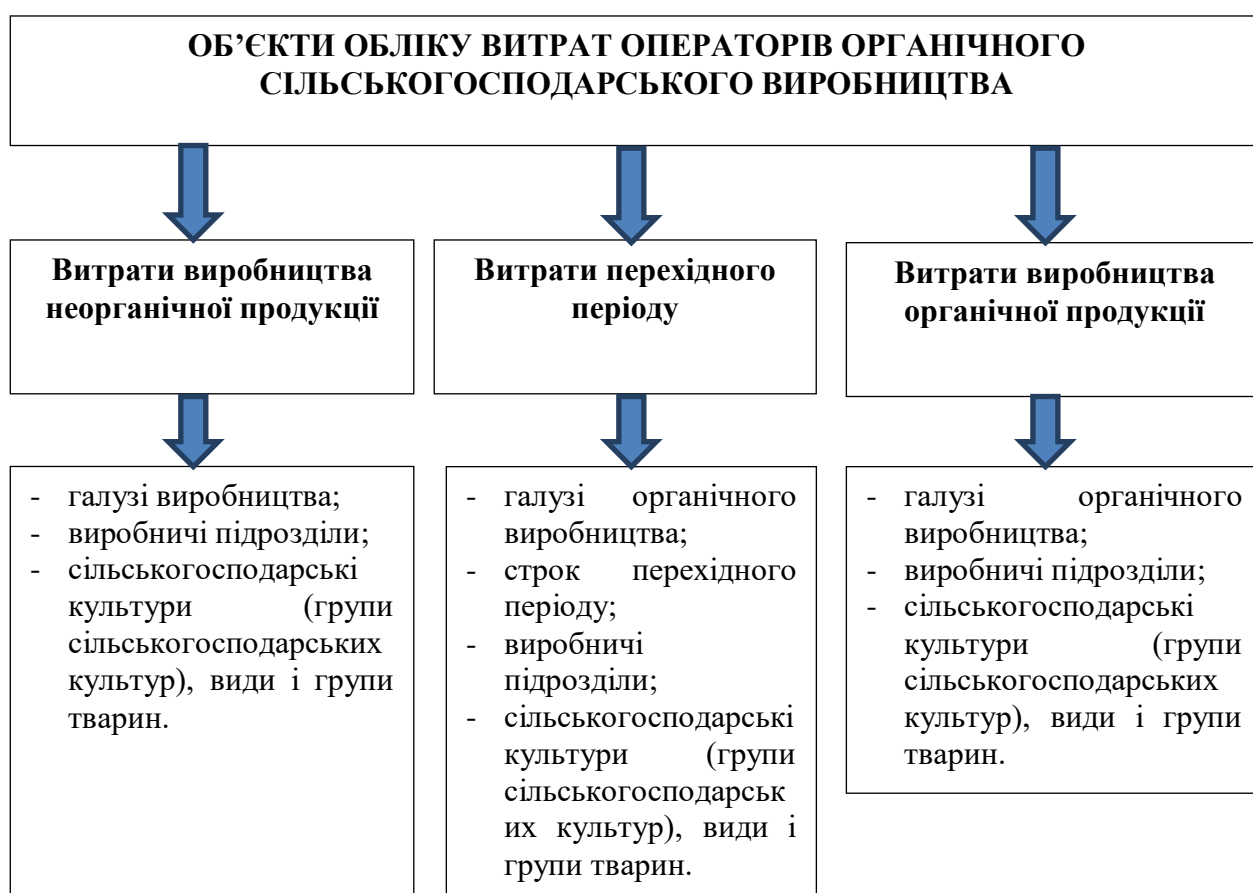 ОБ’ЄКТИ ОБЛІКУ ВИТРАТ ОПЕРАТОРІВ ОРГАНІЧНОГО
СІЛЬСЬКОГОСПОДАРСЬКОГО ВИРОБНИЦТВА
Витрати виробництва
неорганічної продукції
Витрати перехідного
періоду
Витрати виробництва
органічної продукції
- галузі виробництва;
- виробничі підрозділи;
- сільськогосподарські
культури (групи
сільськогосподарських
культур), види і групи
тварин.
- галузі органічного
виробництва;
- строк перехідного
періоду;
- виробничі
підрозділи;
- сільськогосподарські
культури (групи
сільськогосподарськ
их культур), види і
групи тварин.
- галузі органічного
виробництва;
- виробничі підрозділи;
- сільськогосподарські
культури (групи
сільськогосподарських
культур), види і групи
тварин.